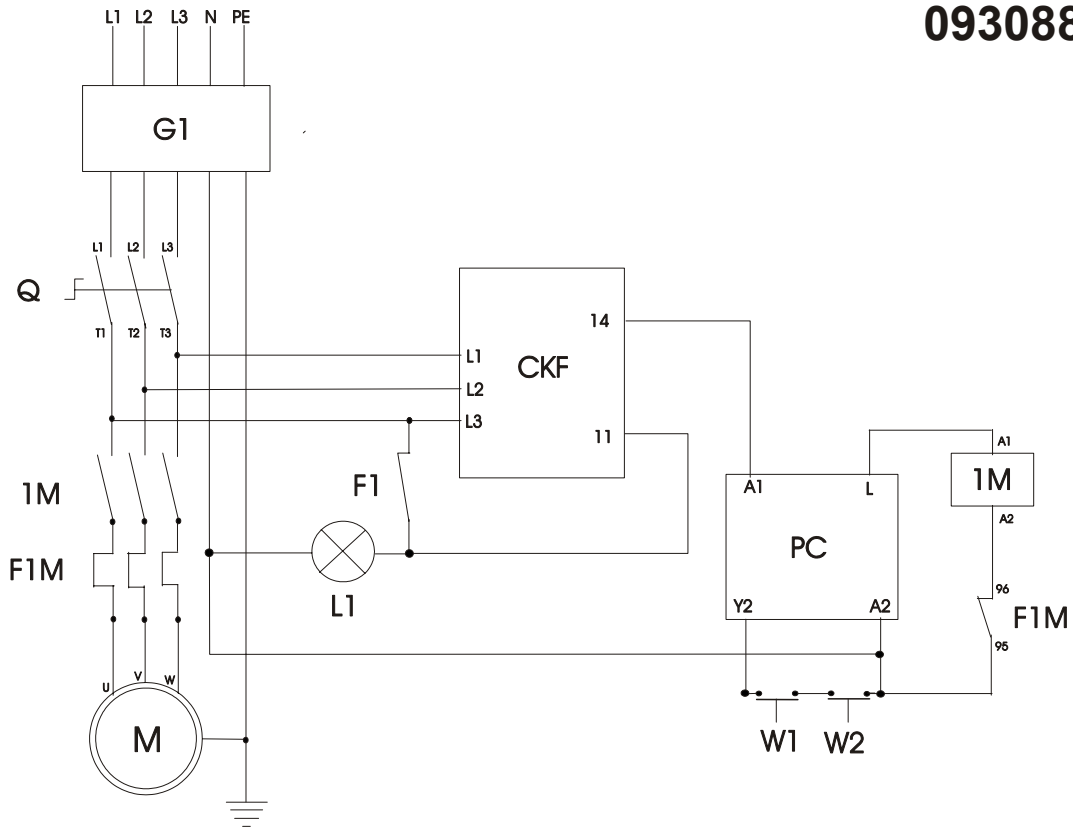 L1 L2 L3 N PE
093088
G1
L1 L2 L3
Q
T1 T2 T3
14
L1
CKF
L2
L3
11
A1
1M
F1
A1 L
1M
A2
PC
F1M
96
L1
Y2 A2
F1M
95
U V W
M
W1 W2